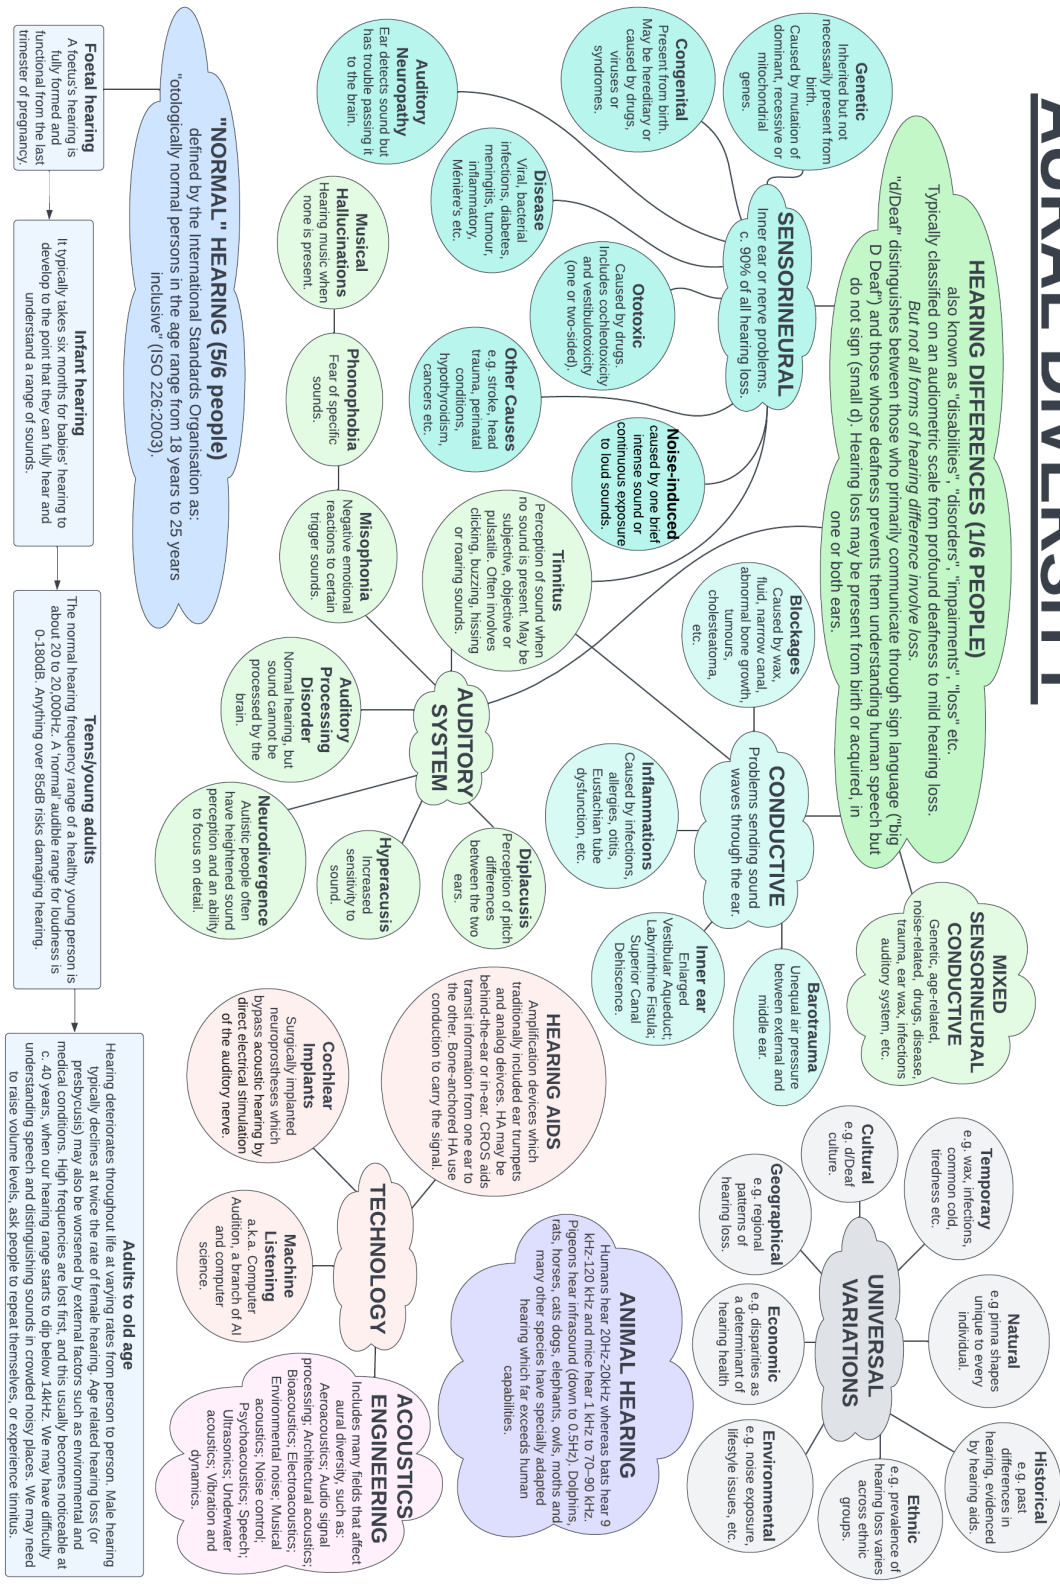 AURAL DIVERSITY
HEARING DIFFERENCES (1/6 PEOPLE)
also known as "disabilities", "disorders", "impairments", "loss" etc.
Typically classified on an audiometric scale from profound deafness to mild hearing loss.
But not all forms of hearing difference involve loss.
"d/Deaf" distinguishes between those who primarily communicate through sign language ("big
D Deaf") and those whose deafness prevents them understanding human speech but
do not sign (small d). Hearing loss may be present from birth or acquired, in
one or both ears.
Genetic
Inherited but not
necessarily present from
birth.
Caused by mutation of
dominant, recessive or
mitochondrial
genes.
Congenital
Present from birth.
May be hereditary or
caused by drugs,
viruses or
syndromes.
Auditory
Neuropathy
Ear detects sound but
has trouble passing it
to the brain.
SENSORINEURAL
Inner ear or nerve problems.
c. 90% of all hearing loss.
Disease
Viral, bacterial
infections, diabetes,
meningitis, tumour,
inflammatory,
Ménière's etc.
Ototoxic
Caused by drugs.
Includes cochleotoxicity
and vestibulotoxicity
(one or two-sided).
Other Causes
e.g. stroke, head
trauma, perinatal
conditions,
hypothyroidism,
cancers etc.
Noise-induced
caused by one brief
intense sound or
continuous exposure
to loud sounds.
MIXED
SENSORINEURAL
CONDUCTIVE
Genetic, age-related,
noise-related, drugs, disease,
trauma, ear wax, infections
auditory system, etc.
CONDUCTIVE
Problems sending sound
waves through the ear.
Blockages
Caused by wax,
fluid, narrow canal,
abnormal bone growth,
tumours,
cholesteatoma,
etc.
Inflammations
Caused by infections,
allergies, otitis,
Eustachian tube
dysfunction, etc.
Inner ear
Enlarged
Vestibular Aqueduct;
Labyrinthine Fistula;
Superior Canal
Dehiscence.
Barotrauma
Unequal air pressure
between external and
middle ear.
AUDITORY
SYSTEM
Tinnitus
Perception of sound when
no sound is present. May be
subjective, objective or
pulsatile. Often involves
clicking, buzzing, hissing
or roaring sounds.
Musical
Hallucinations
Hearing music when
none is present.
Phonophobia
Fear of specific
sounds.
Misophonia
Negative emotional
reactions to certain
trigger sounds.
Auditory
Processing
Disorder
Normal hearing, but
sound cannot be
processed by the
brain.
Neurodivergence
Autistic people often
have heightened sound
perception and an ability
to focus on detail.
Hyperacusis
Increased
sensitivity to
sound.
Diplacusis
Perception of pitch
differences
between the two
ears.
UNIVERSAL
VARIATIONS
Temporary
e.g. wax, infections,
common cold,
tiredness etc.
Natural
e.g pinna shapes
unique to every
individual.
Historical
e.g. past
differences in
hearing, evidenced
by hearing aids.
Cultural
e.g. d/Deaf
culture.
Geographical
e.g. regional
patterns of
hearing loss.
Economic
e.g. disparities as
a determinant of
hearing health
Environmental
e.g. noise exposure,
lifestyle issues, etc.
Ethnic
e.g. prevalence of
hearing loss varies
across ethnic
groups.
ANIMAL HEARING
Humans hear 20Hz-20kHz whereas bats hear 9
kHz-120 kHz and mice hear 1 kHz to 70–90 kHz.
Pigeons hear infrasound (down to 0.5Hz). Dolphins,
rats, horses, cats dogs, elephants, owls, moths and
many other species have specially adapted
hearing which far exceeds human
capabilities.
HEARING AIDS
Amplification devices which
traditionally included ear trumpets
and analog deivces. HA may be
behind-the-ear or in-ear. CROS aids
transit information from one ear to
the other. Bone-anchored HA use
conduction to carry the signal.
TECHNOLOGY
Cochlear
Implants
Surgically implanted
neuroprostheses which
bypass acoustic hearing by
direct electrical stimulation
of the auditory nerve.
Machine
Listening
a.k.a. Computer
Audition, a branch of AI
and computer
science.
ACOUSTICS
ENGINEERING
Includes many fields that affect
aural diversity, such as:
Aeroacoustics; Audio signal
processing; Architectural acoustics;
Bioacoustics; Electroacoustics;
Environmental noise; Musical
acoustics; Noise control;
Psychoacoustics; Speech;
Ultrasonics; Underwater
acoustics; Vibration and
dynamics.
"NORMAL" HEARING (5/6 people)
defined by the International Standards Organisation as:
"otologically normal persons in the age range from 18 years to 25 years
inclusive" (ISO 226:2003).
Foetal hearing
A foetus's hearing is
fully formed and
functional from the last
trimester of pregnancy.
Infant hearing
It typically takes six months for babies' hearing to
develop to the point that they can fully hear and
understand a range of sounds.
Teens/young adults
The normal hearing frequency range of a healthy young person is
about 20 to 20,000Hz. A 'normal' audible range for loudness is
0-180dB. Anything over 85dB risks damaging hearing.
Adults to old age
Hearing deteriorates throughout life at varying rates from person to person. Male hearing
typically declines at twice the rate of female hearing. Age related hearing loss (or
presbycusis) may also be worsened by external factors such as environmental and
medical conditions. High frequencies are lost first, and this usually becomes noticeable at
c. 40 years, when our hearing range starts to dip below 14kHz. We may have difficulty
understanding speech and distinguishing sounds in crowded noisy places. We may need
to raise volume levels, ask people to repeat themselves, or experience tinnitus.